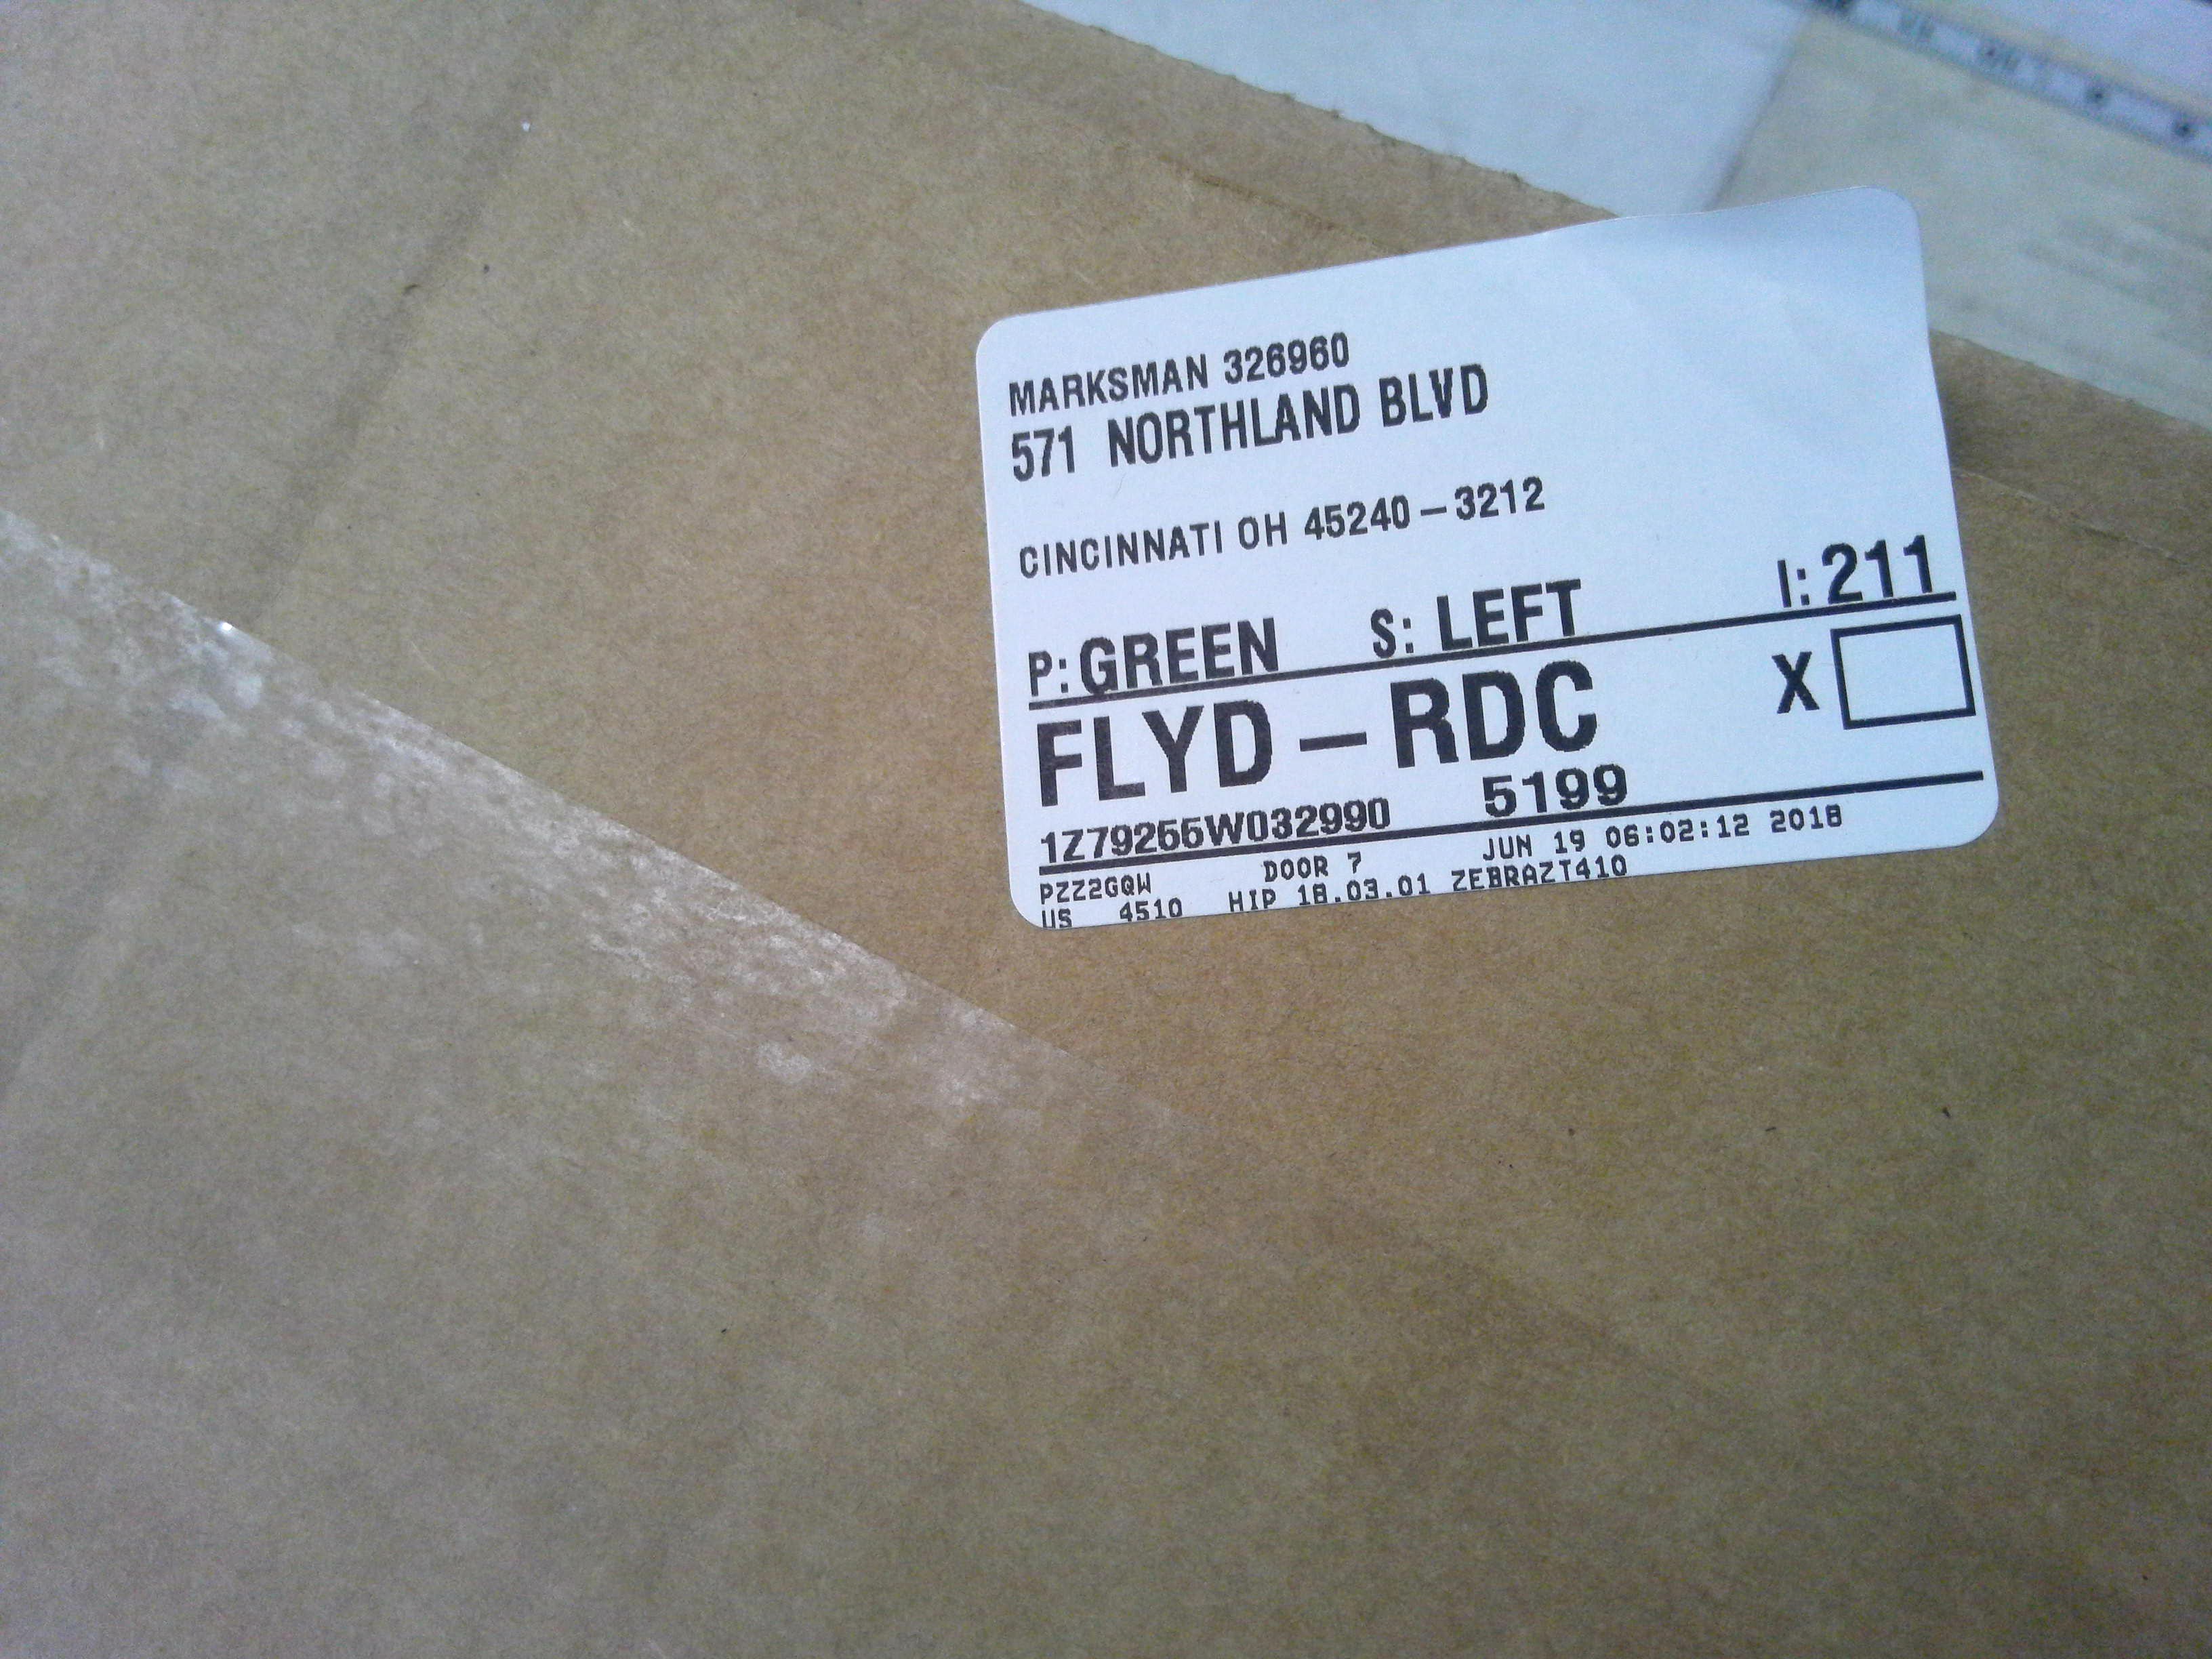 MARKSMAN 326960
571 NORTHLAND BLVD
CINCINNATI OH 45240-3212
P: GREEN S: LEFT I: 211
FLYD-RDC X
1Z79255W032990 5199
PZZ2GQW DOOR 7 JUN 19 06:02:12 2018
US 4510 HIP 18.03.01 ZEBRAZT410